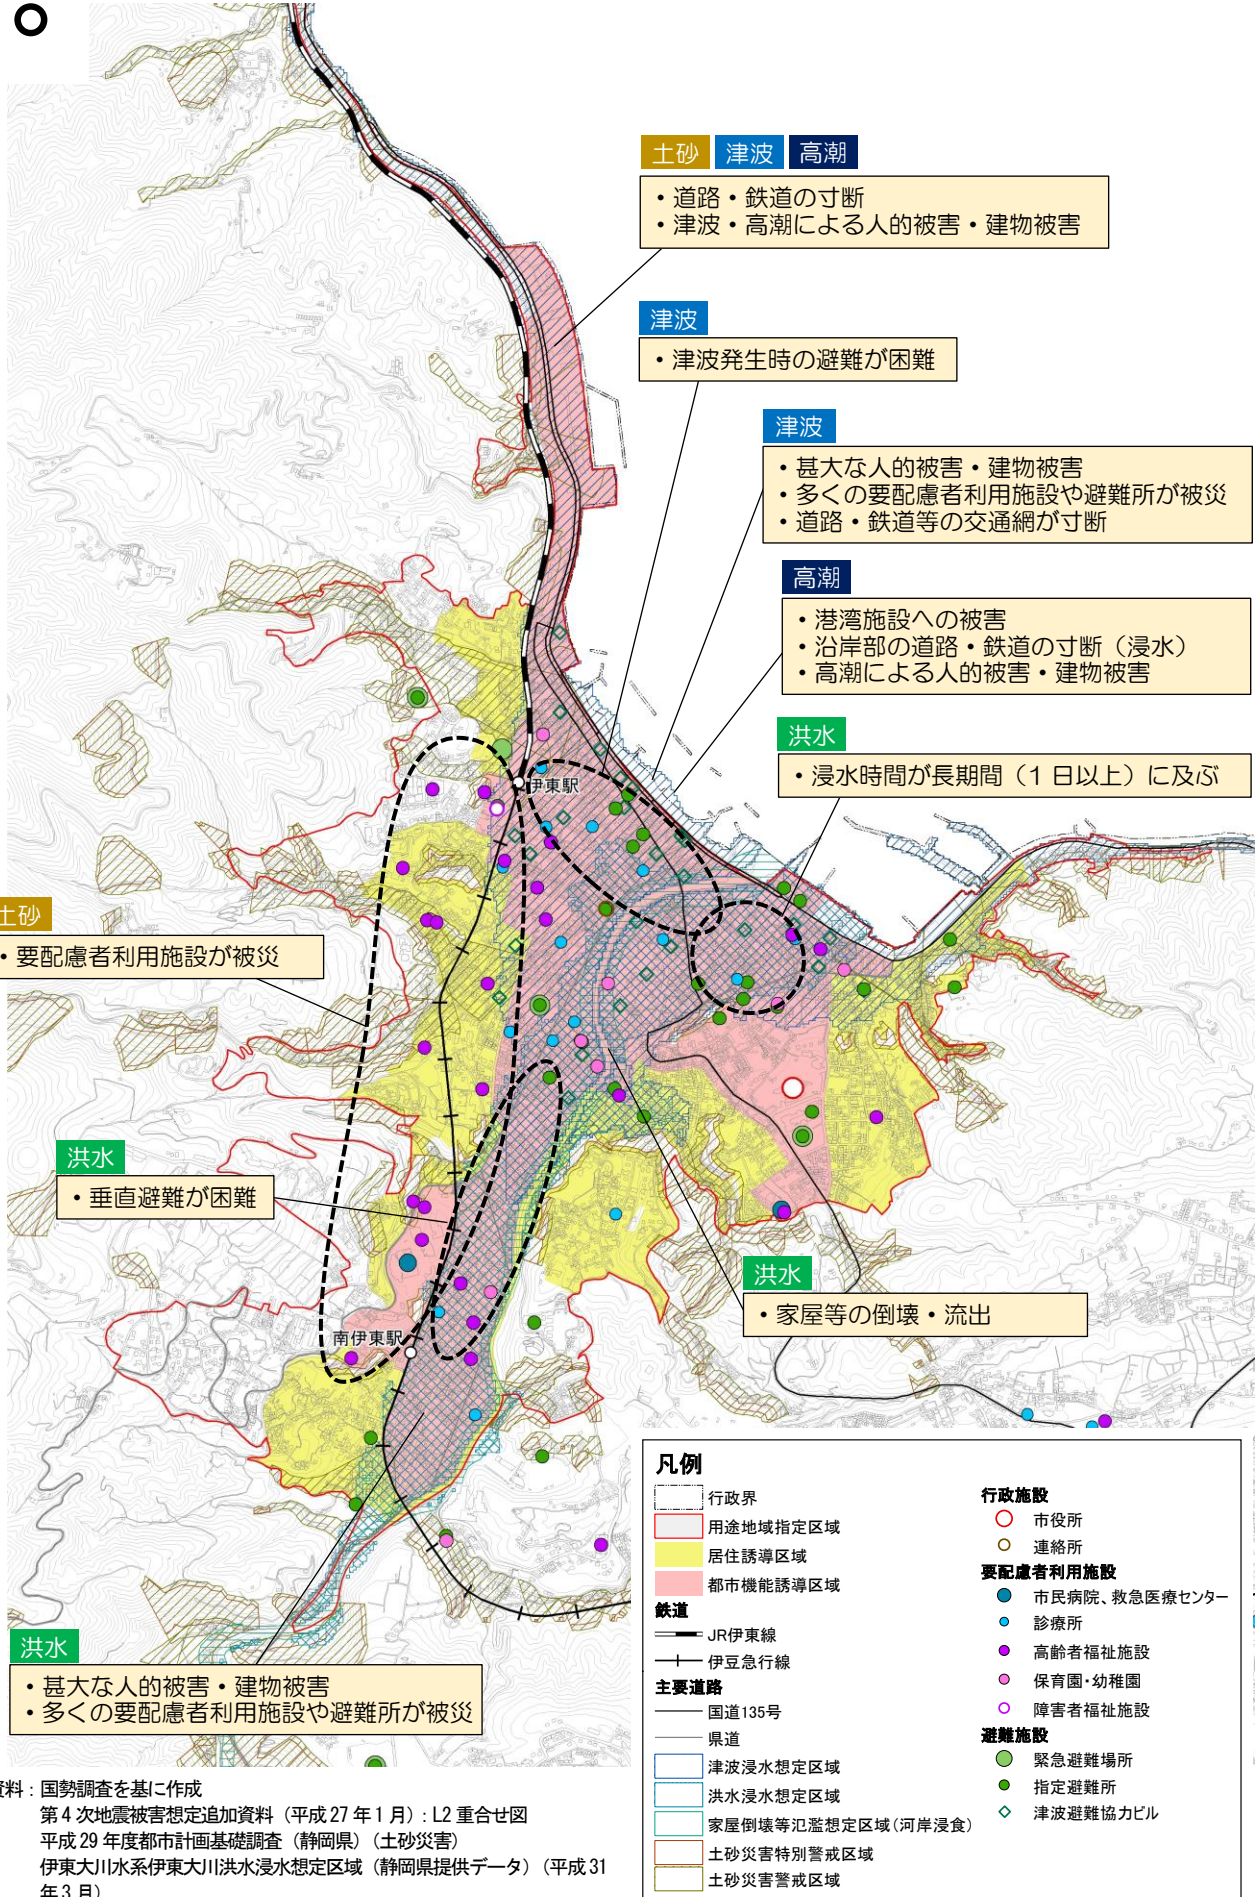 土砂 津波 高潮
・道路・鉄道の寸断
・津波・高潮による人的被害・建物被害
津波
・津波発生時の避難が困難
津波
・甚大な人的被害・建物被害
・多くの要配慮者利用施設や避難所が被災
・道路・鉄道等の交通網が寸断
高潮
・港湾施設への被害
・沿岸部の道路・鉄道の寸断（浸水）
・高潮による人的被害・建物被害
洪水
・浸水時間が長期間（1日以上）に及ぶ
伊東駅
土砂
・要配慮者利用施設が被災
洪水
・垂直避難が困難
洪水
・家屋等の倒壊・流出
南伊東駅
洪水
・甚大な人的被害・建物被害
・多くの要配慮者利用施設や避難所が被災
凡例
行政界
用途地域指定区域
居住誘導区域
都市機能誘導区域
鉄道
JR伊東線
伊豆急行線
主要道路
国道135号
県道
津波浸水想定区域
洪水浸水想定区域
家屋倒壊等氾濫想定区域(河岸浸食)
土砂災害特別警戒区域
土砂災害警戒区域
行政施設
市役所
連絡所
要配慮者利用施設
市民病院、救急医療センター
診療所
高齢者福祉施設
保育園・幼稚園
障害者福祉施設
避難施設
緊急避難場所
指定避難所
津波避難協力ビル
資料：国勢調査を基に作成
第4次地震被害想定追加資料（平成27年1月）：L2重合せ図
平成29年度都市計画基礎調査（静岡県）（土砂災害）
伊東大川水系伊東大川洪水浸水想定区域（静岡県提供データ）（平成31
年3月）